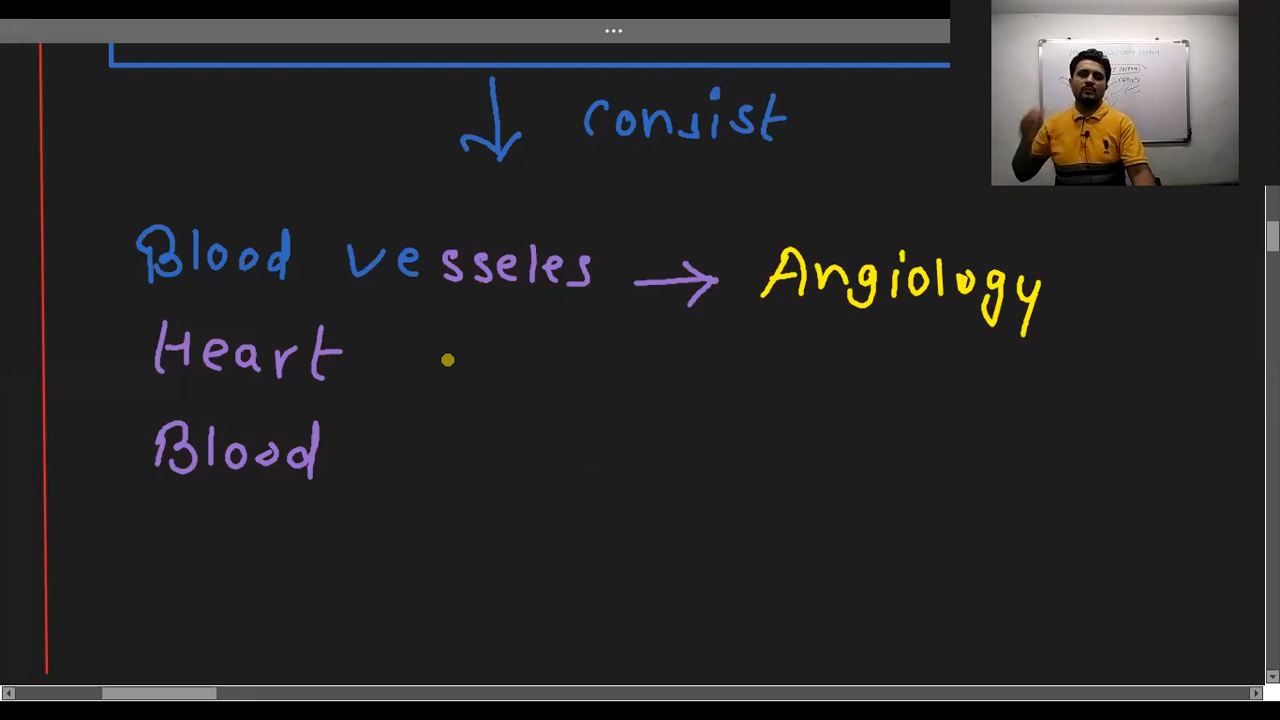 consist
Blood vesseles → Angiology
Heart
Blood